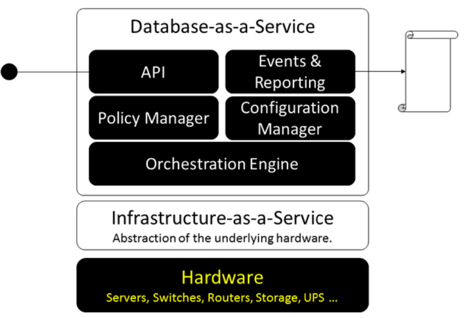 Database-as-a-Service
API
Events &
Reporting
Policy Manager
Configuration
Manager
Orchestration Engine
Infrastructure-as-a-Service
Abstraction of the underlying hardware.
Hardware
Servers, Switches, Routers, Storage, UPS ...